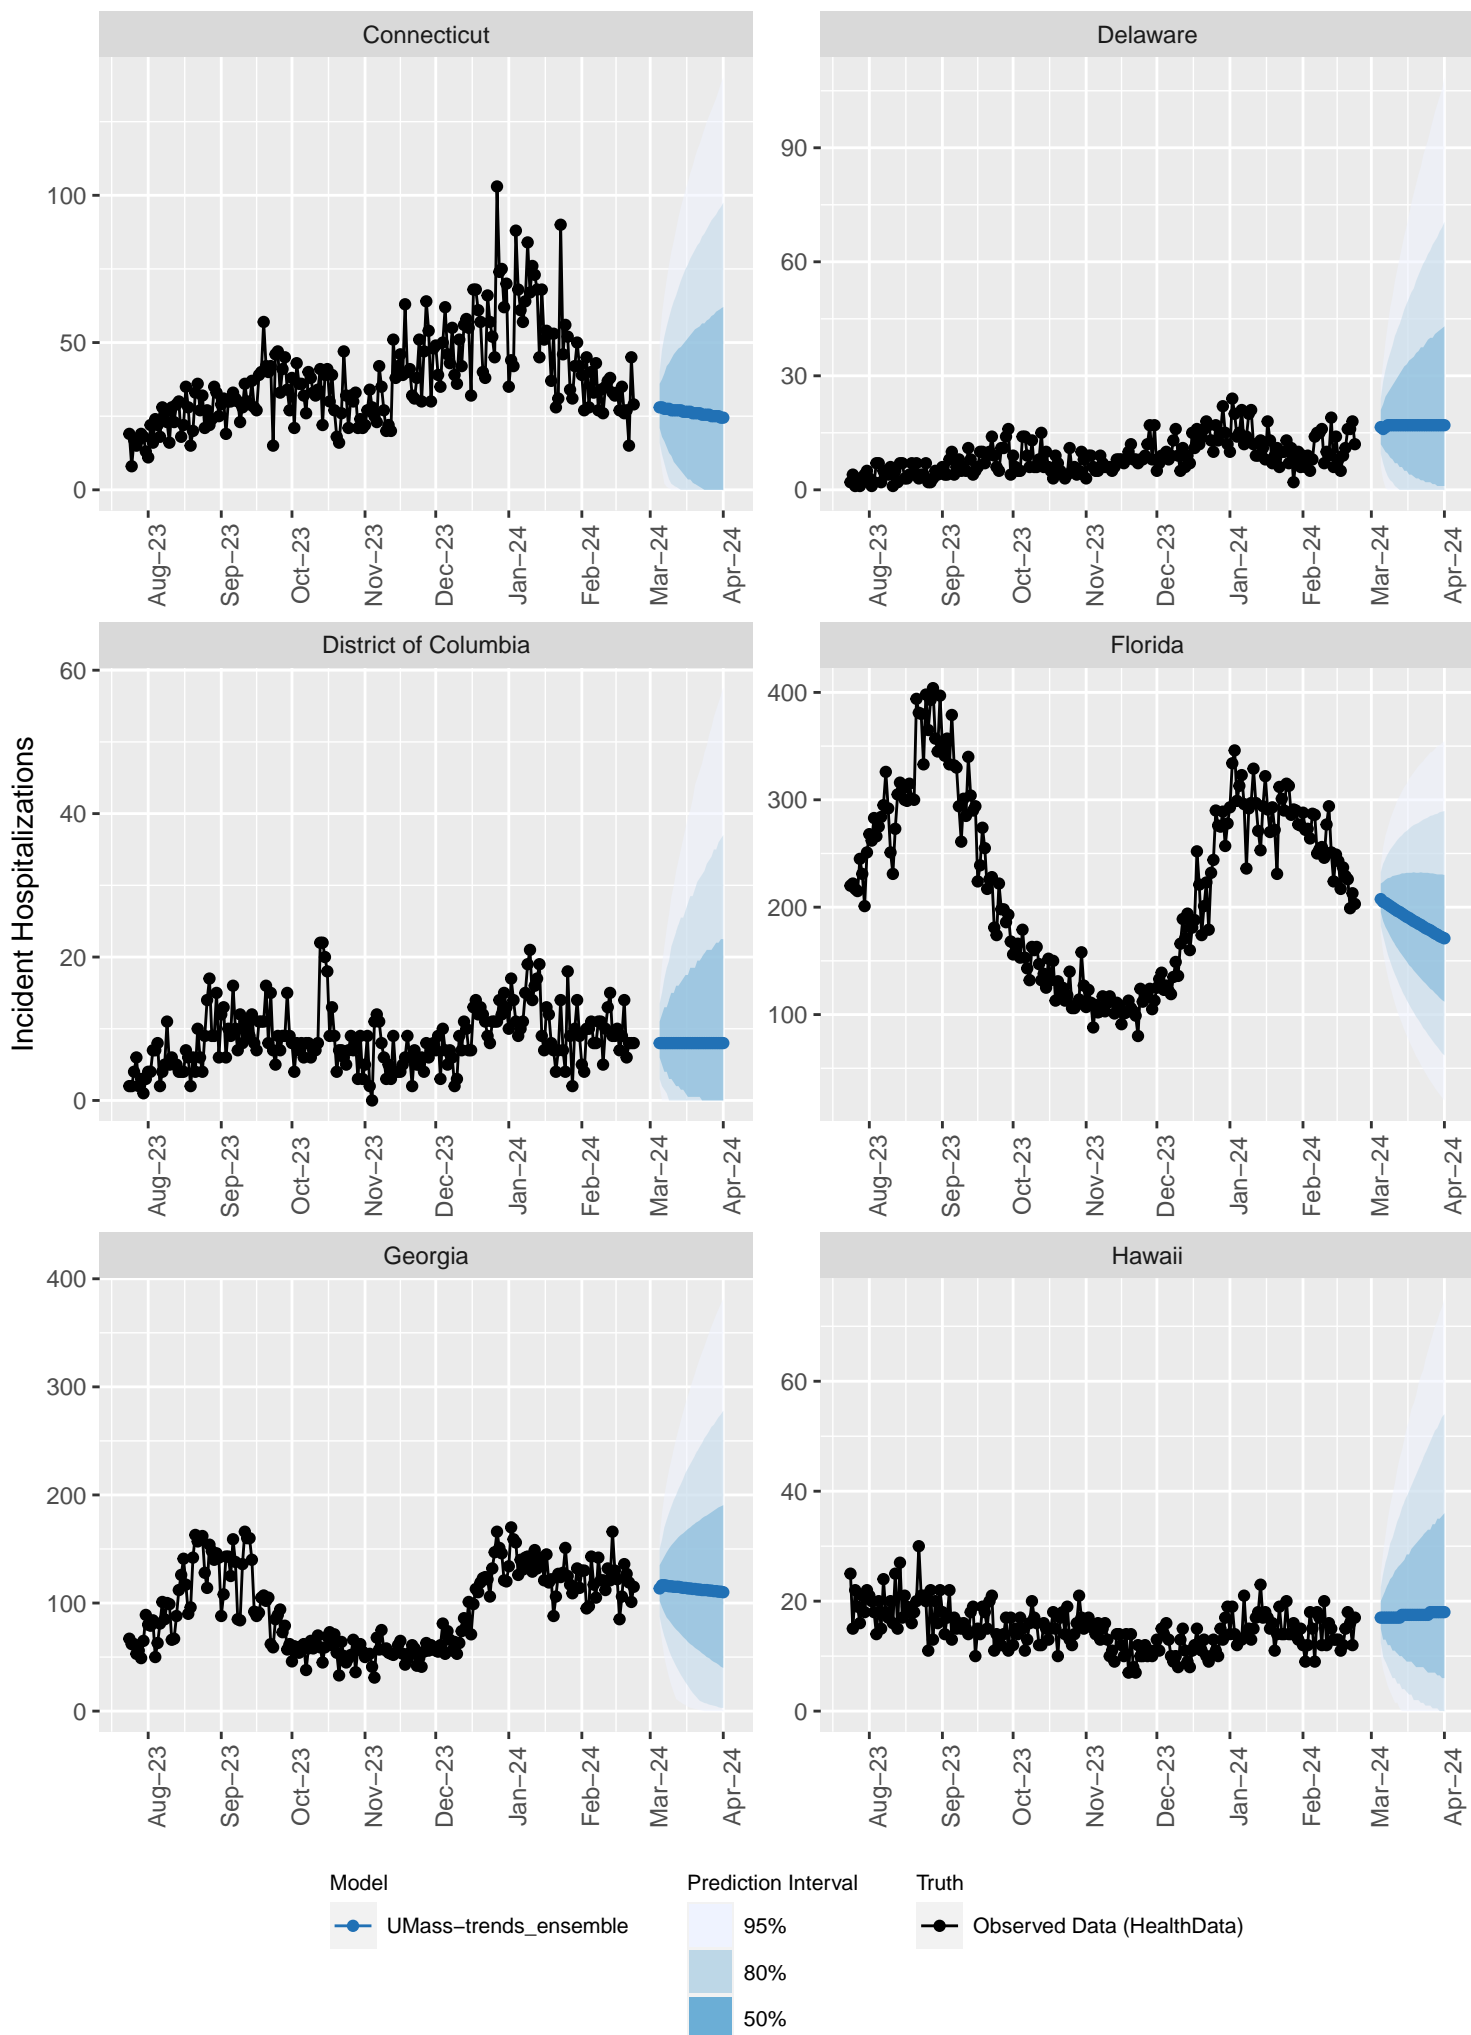 Connecticut
Delaware
100
50
0
90
60
30
0
Aug−23
Sep−23
Oct−23
Nov−23
Dec−23
Jan−24
Feb−24
Mar−24
Apr−24
Aug−23
Sep−23
Oct−23
Nov−23
Dec−23
Jan−24
Feb−24
Mar−24
Apr−24
Incident Hospitalizations
District of Columbia
Florida
60
40
20
0
400
300
200
100
Aug−23
Sep−23
Oct−23
Nov−23
Dec−23
Jan−24
Feb−24
Mar−24
Apr−24
Aug−23
Sep−23
Oct−23
Nov−23
Dec−23
Jan−24
Feb−24
Mar−24
Apr−24
Georgia
Hawaii
400
300
200
100
0
60
40
20
0
Aug−23
Sep−23
Oct−23
Nov−23
Dec−23
Jan−24
Feb−24
Mar−24
Apr−24
Aug−23
Sep−23
Oct−23
Nov−23
Dec−23
Jan−24
Feb−24
Mar−24
Apr−24
Model
UMass−trends_ensemble
Prediction Interval
95%
80%
50%
Truth
Observed Data (HealthData)